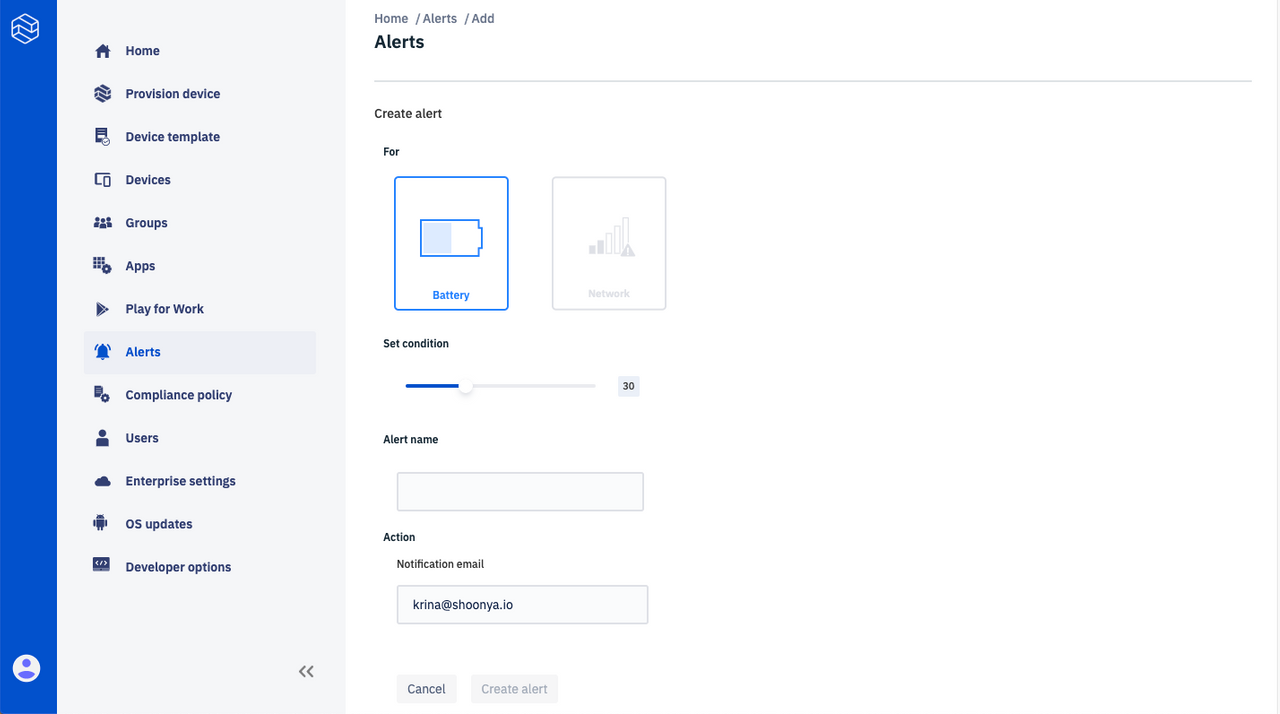 Home
Provision device
Device template
Devices
Groups
Apps
Play for Work
Alerts
Compliance policy
Users
Enterprise settings
OS updates
Developer options
Home / Alerts / Add
Alerts
Create alert
For
Battery
Network
Set condition
30
Alert name
Action
Notification email
krina@shoonya.io
Cancel
Create alert